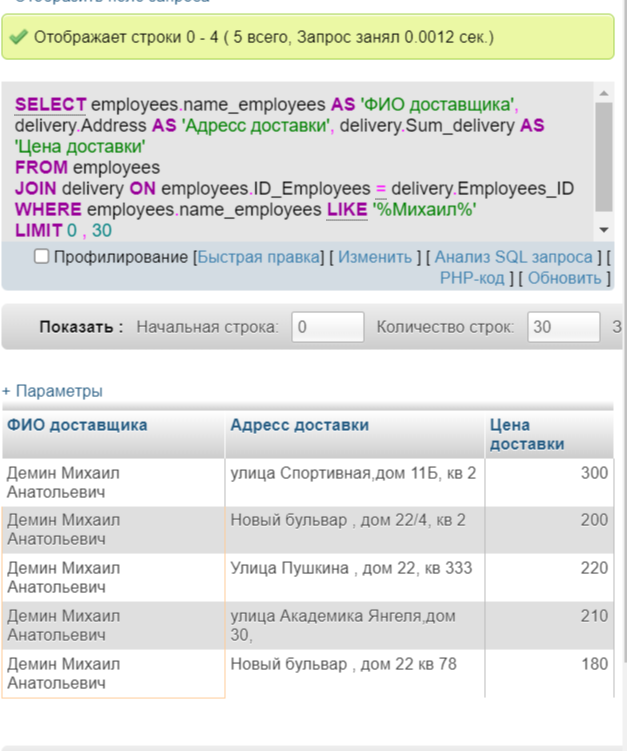 Отображает строки 0 - 4 ( 5 всего, Запрос занял 0.0012 сек.)
SELECT employees.name_employees AS 'ФИО доставщика',
delivery.Address AS 'Адресс доставки', delivery.Sum_delivery AS
'Цена доставки'
FROM employees
JOIN delivery ON employees.ID_Employees = delivery.Employees_ID
WHERE employees.name_employees LIKE '%Михаил%'
LIMIT 0 , 30
Профилирование [Быстрая правка] [ Изменить ] [ Анализ SQL запроса ] [
PHP-код ] [ Обновить ]
Показать : Начальная строка: 0 Количество строк: 30 З
+ Параметры
ФИО доставщика Адресс доставки Цена
доставки
Демин Михаил улица Спортивная,дом 11Б, кв 2 300
Анатольевич
Демин Михаил Новый бульвар , дом 22/4, кв 2 200
Анатольевич
Демин Михаил Улица Пушкина , дом 22, кв 333 220
Анатольевич
Демин Михаил улица Академика Янгеля,дом 210
Анатольевич 30,
Демин Михаил Новый бульвар , дом 22 кв 78 180
Анатольевич